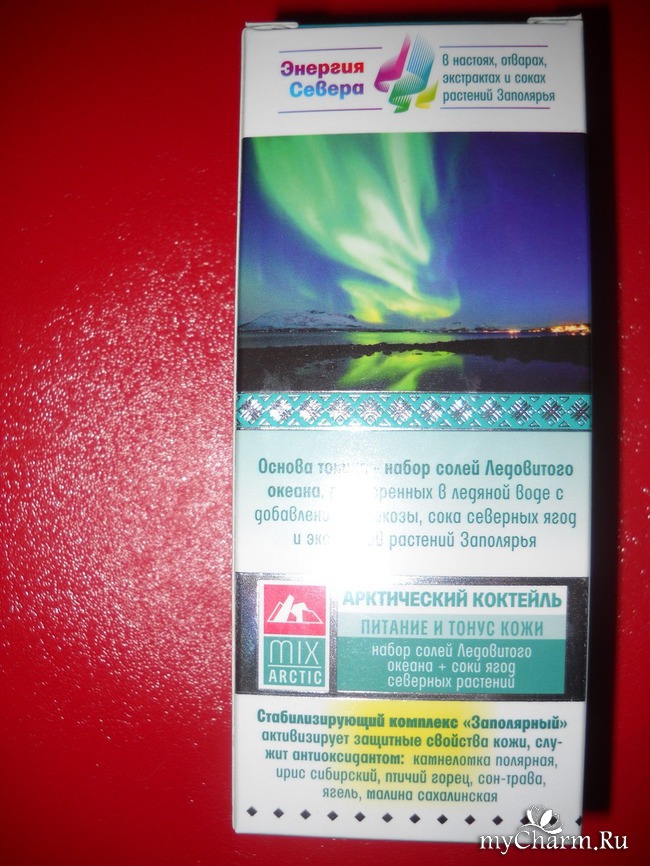 Энергия
Севера
в настоях, отварах,
экстрактах и соках
растений Заполярья
Основа - набор солей Ледовитого
океана, в ледяной воде с
сока северных ягод
и растений Заполярья
MIX
ARCTIC
АРКТИЧЕСКИЙ КОКТЕЙЛЬ
ПИТАНИЕ И ТОНУС КОЖИ
набор солей Ледовитого
океана + соки ягод
северных растений
Стабилизирующий комплекс «Заполярный»
активизирует защитные свойства кожи, слу-
жит антиоксидантом: камнеломка полярная,
ирис сибирский, птичий горец, сон-трава,
ягель, малина сахалинская
myCharm.Ru